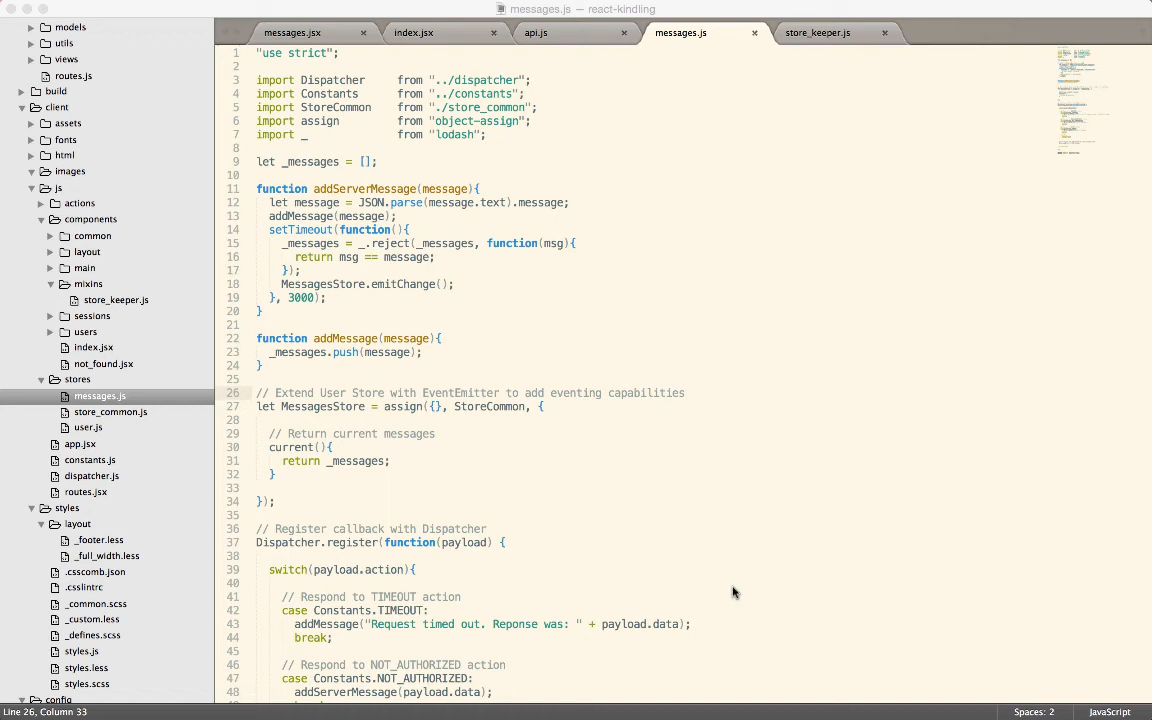 messages.js — react-kindling
models
utils
views
routes.js
build
client
assets
fonts
html
images
js
actions
components
common
layout
main
mixins
store_keeper.js
sessions
users
index.jsx
not_found.jsx
stores
messages.js
store_common.js
user.js
app.jsx
constants.js
dispatcher.js
routes.jsx
styles
layout
_footer.less
_full_width.less
.csscomb.json
.csslintrc
_common.scss
_custom.less
_defines.scss
styles.js
styles.less
styles.scss
config
messages.jsx × index.jsx × api.js × messages.js × store_keeper.js ×
1 "use strict";
2
3 import Dispatcher from "../dispatcher";
4 import Constants from "../constants";
5 import StoreCommon from "./store_common";
6 import assign from "object-assign";
7 import _ from "lodash";
8
9 let _messages = [];
10
11 function addServerMessage(message){
12 let message = JSON.parse(message.text).message;
13 addMessage(message);
14 setTimeout(function(){
15 _messages = _.reject(_messages, function(msg){
16 return msg == message;
17 });
18 MessagesStore.emitChange();
19 }, 3000);
20 }
21
22 function addMessage(message){
23 _messages.push(message);
24 }
25
26 // Extend User Store with EventEmitter to add eventing capabilities
27 let MessagesStore = assign({}, StoreCommon, {
28
29 // Return current messages
30 current(){
31 return _messages;
32 }
33
34 });
35
36 // Register callback with Dispatcher
37 Dispatcher.register(function(payload) {
38
39 switch(payload.action){
40
41 // Respond to TIMEOUT action
42 case Constants.TIMEOUT:
43 addMessage("Request timed out. Reponse was: " + payload.data);
44 break;
45
46 // Respond to NOT_AUTHORIZED action
47 case Constants.NOT_AUTHORIZED:
48 addServerMessage(payload.data);
Line 26, Column 33 Spaces: 2 JavaScript